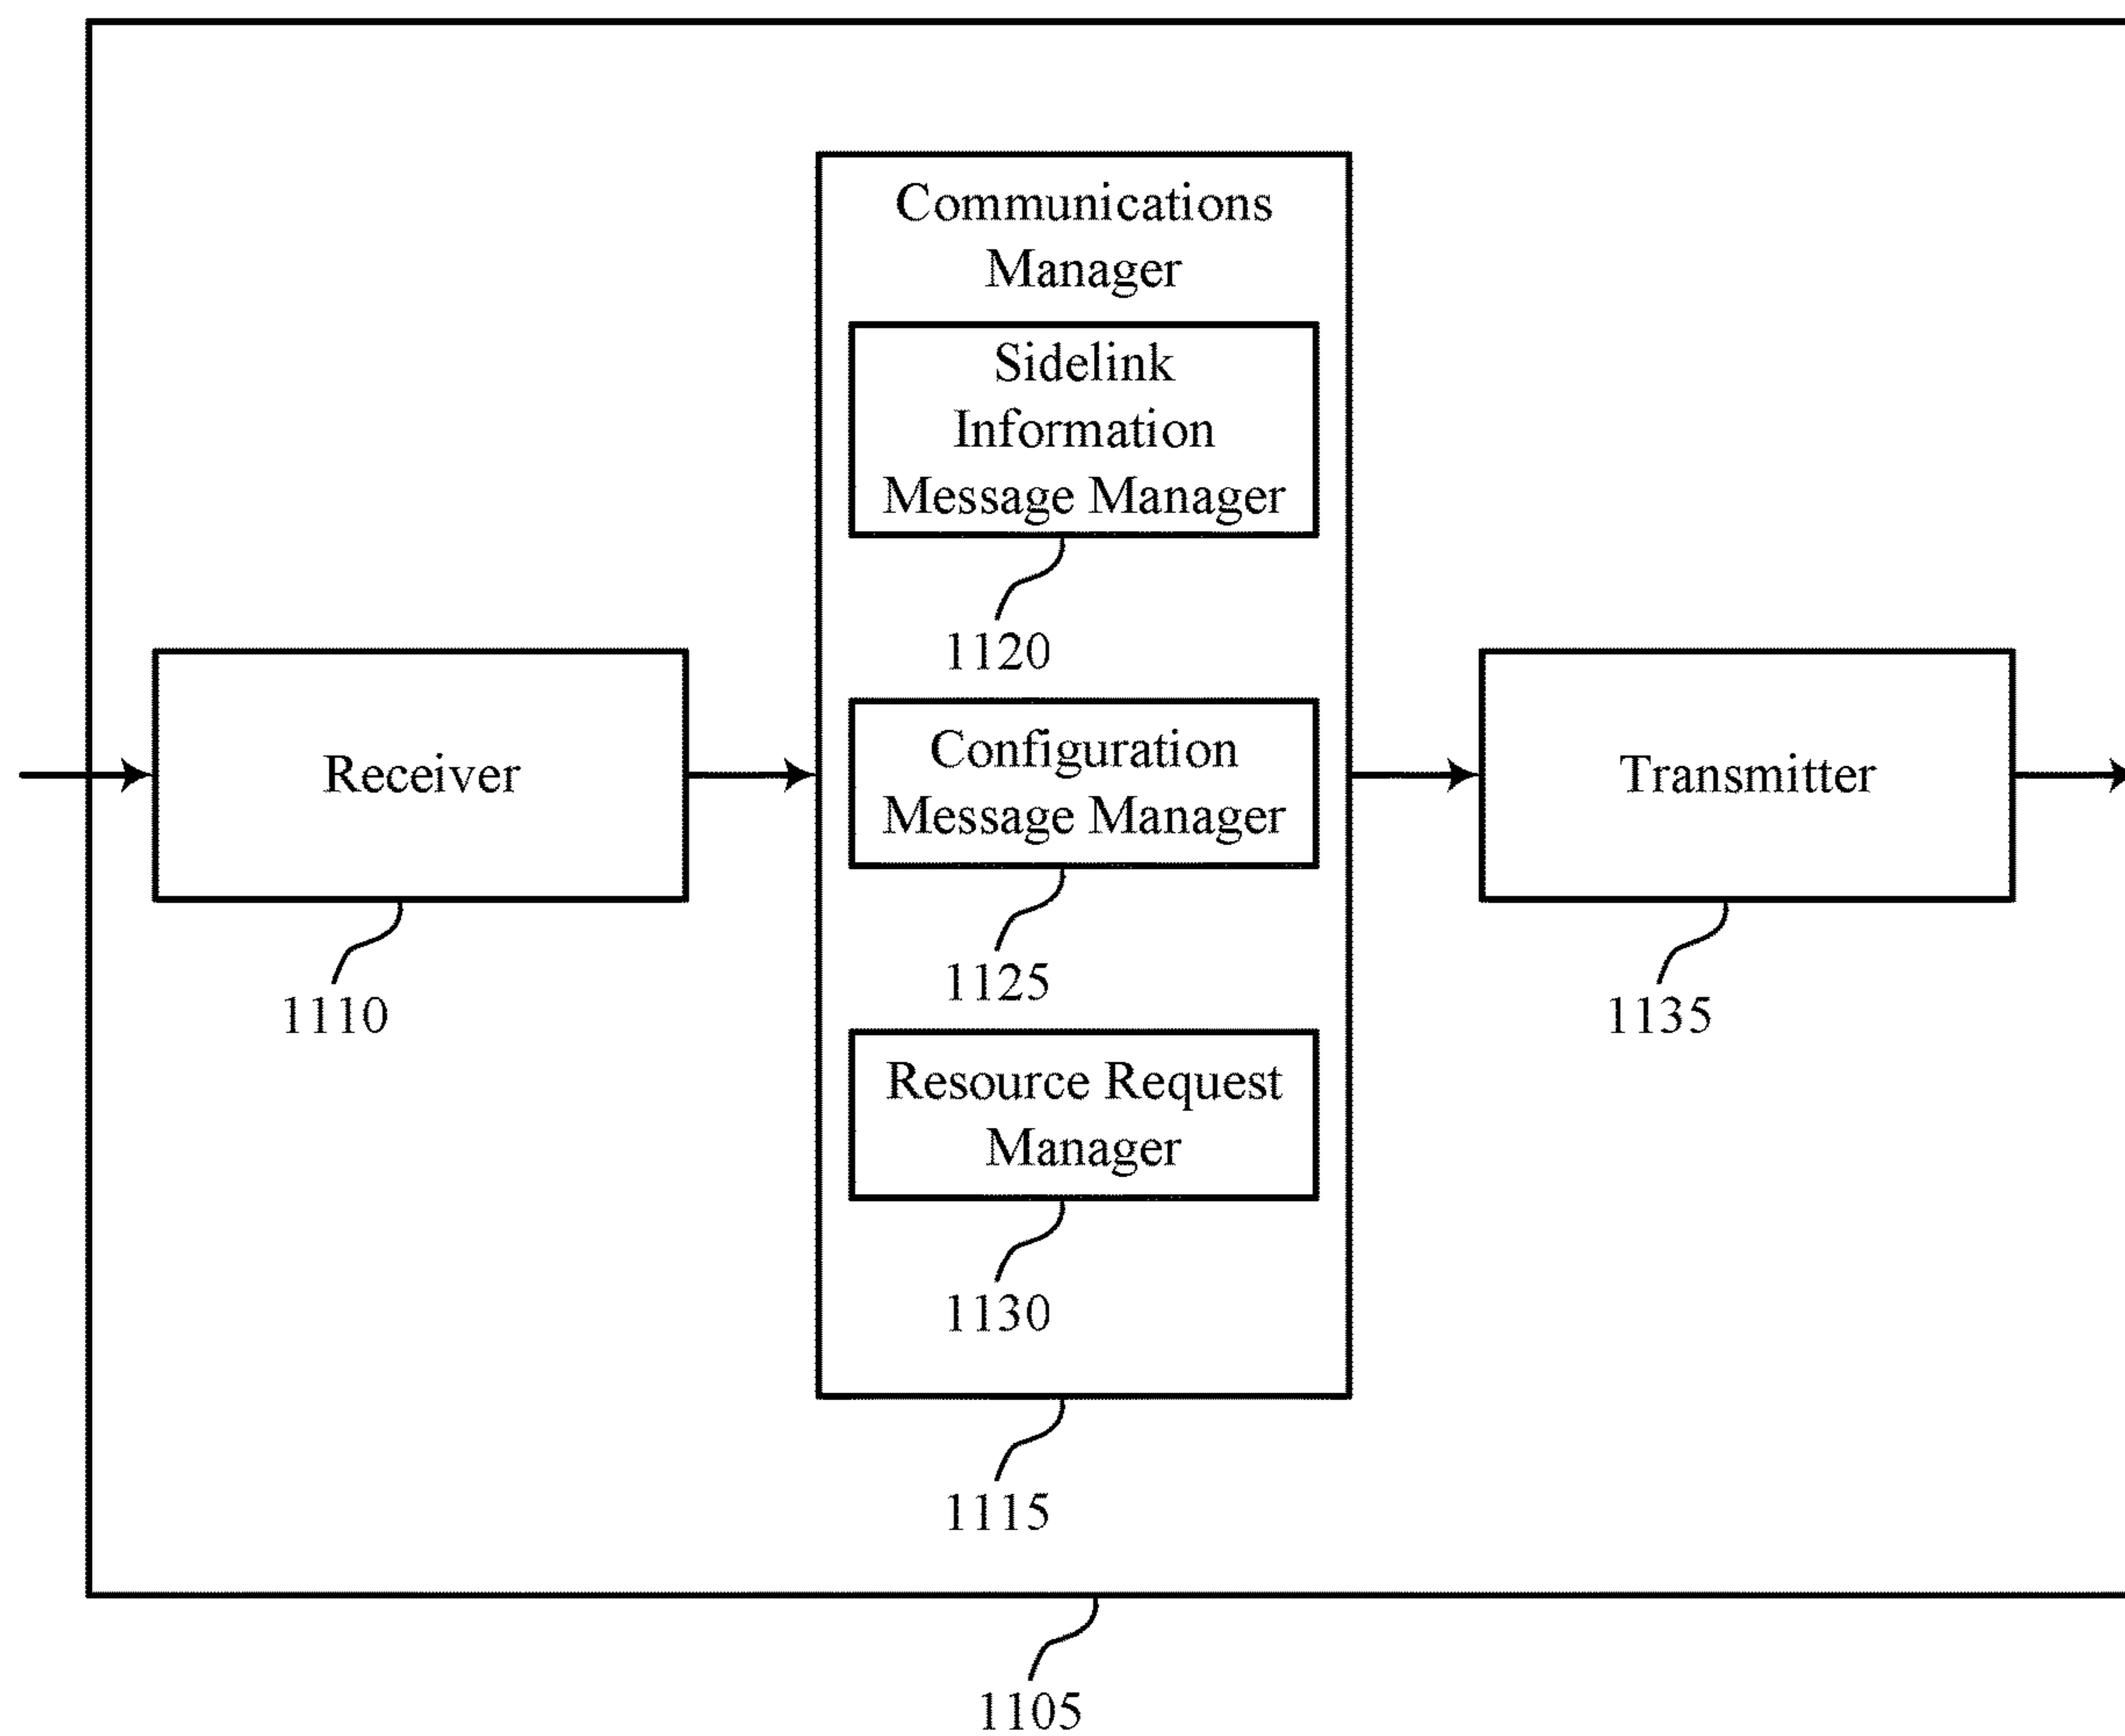 Communications
Manager
Sidelink
Information
Message Manager
1120
Receiver
1110
Configuration
Message Manager
1125
Transmitter
1135
Resource Request
Manager
1130
1115
1105